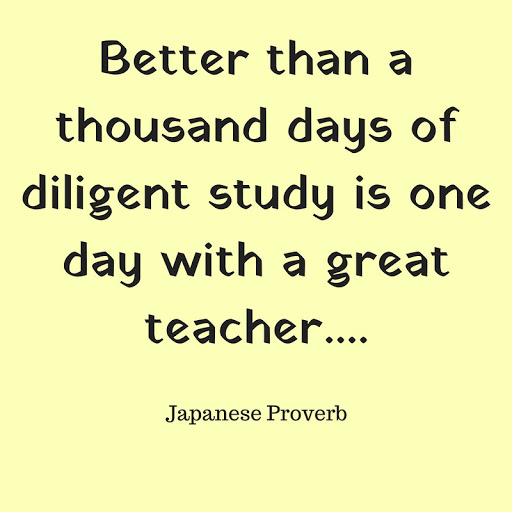 Better than a
thousand days of
diligent study is one
day with a great
teacher....
Japanese Proverb